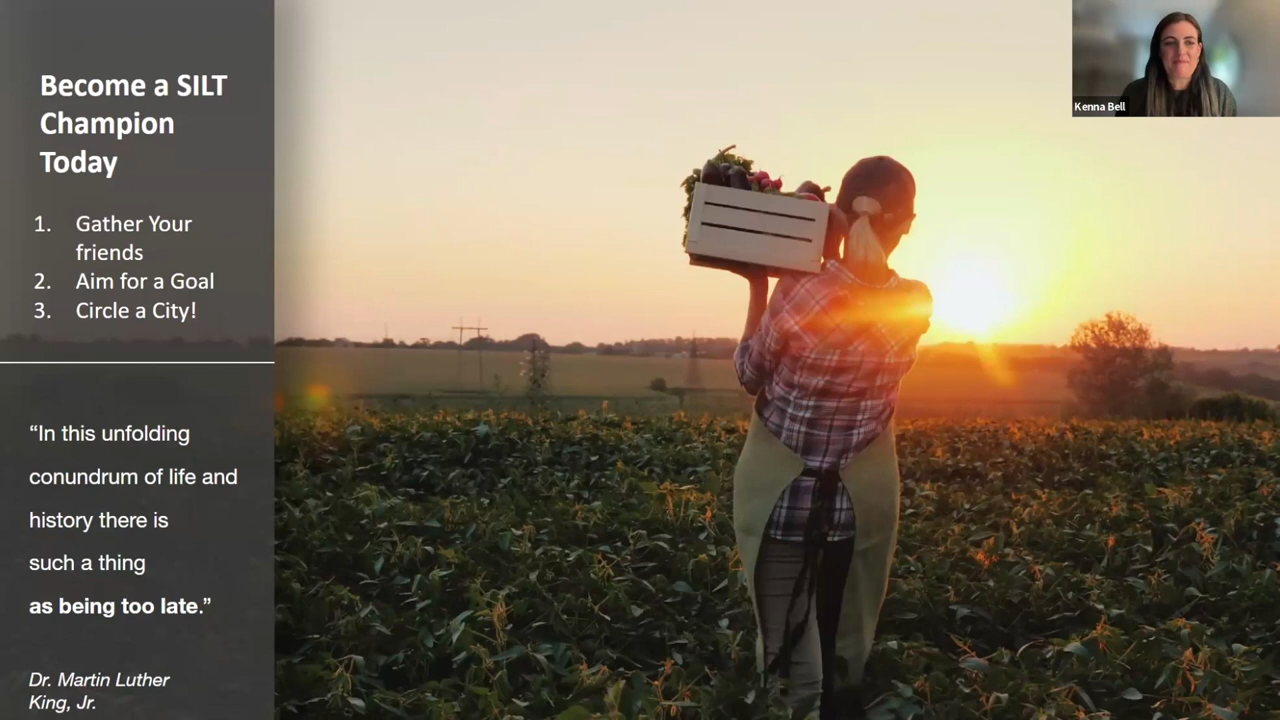 Become a SILT
Champion
Today
1. Gather Your
friends
2. Aim for a Goal
3. Circle a City!
“In this unfolding
conundrum of life and
history there is
such a thing
as being too late.”
Dr. Martin Luther
King, Jr.
Kenna Bell